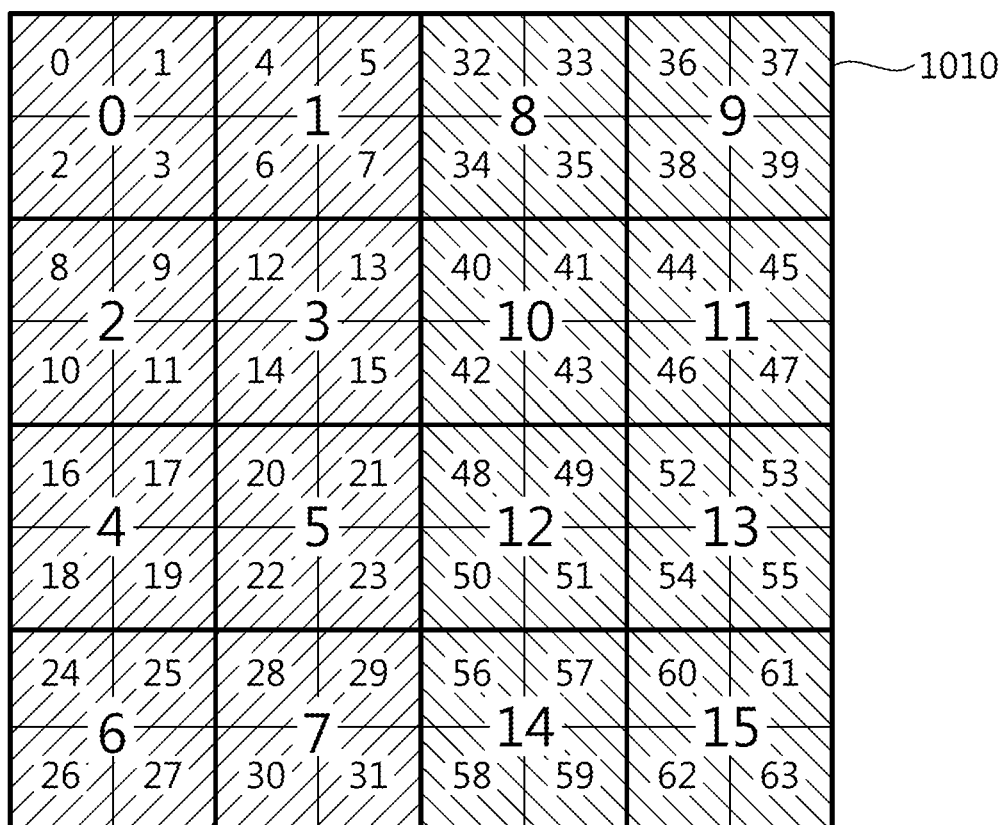 0 1 4 5 32 33 36 37 1010
0 1 8 9
2 3 6 7 34 35 38 39
8 9 12 13 40 41 44 45
2 3 10 11
10 11 14 15 42 43 46 47
16 17 20 21 48 49 52 53
4 5 12 13
18 19 22 23 50 51 54 55
24 25 28 29 56 57 60 61
6 7 14 15
26 27 30 31 58 59 62 63